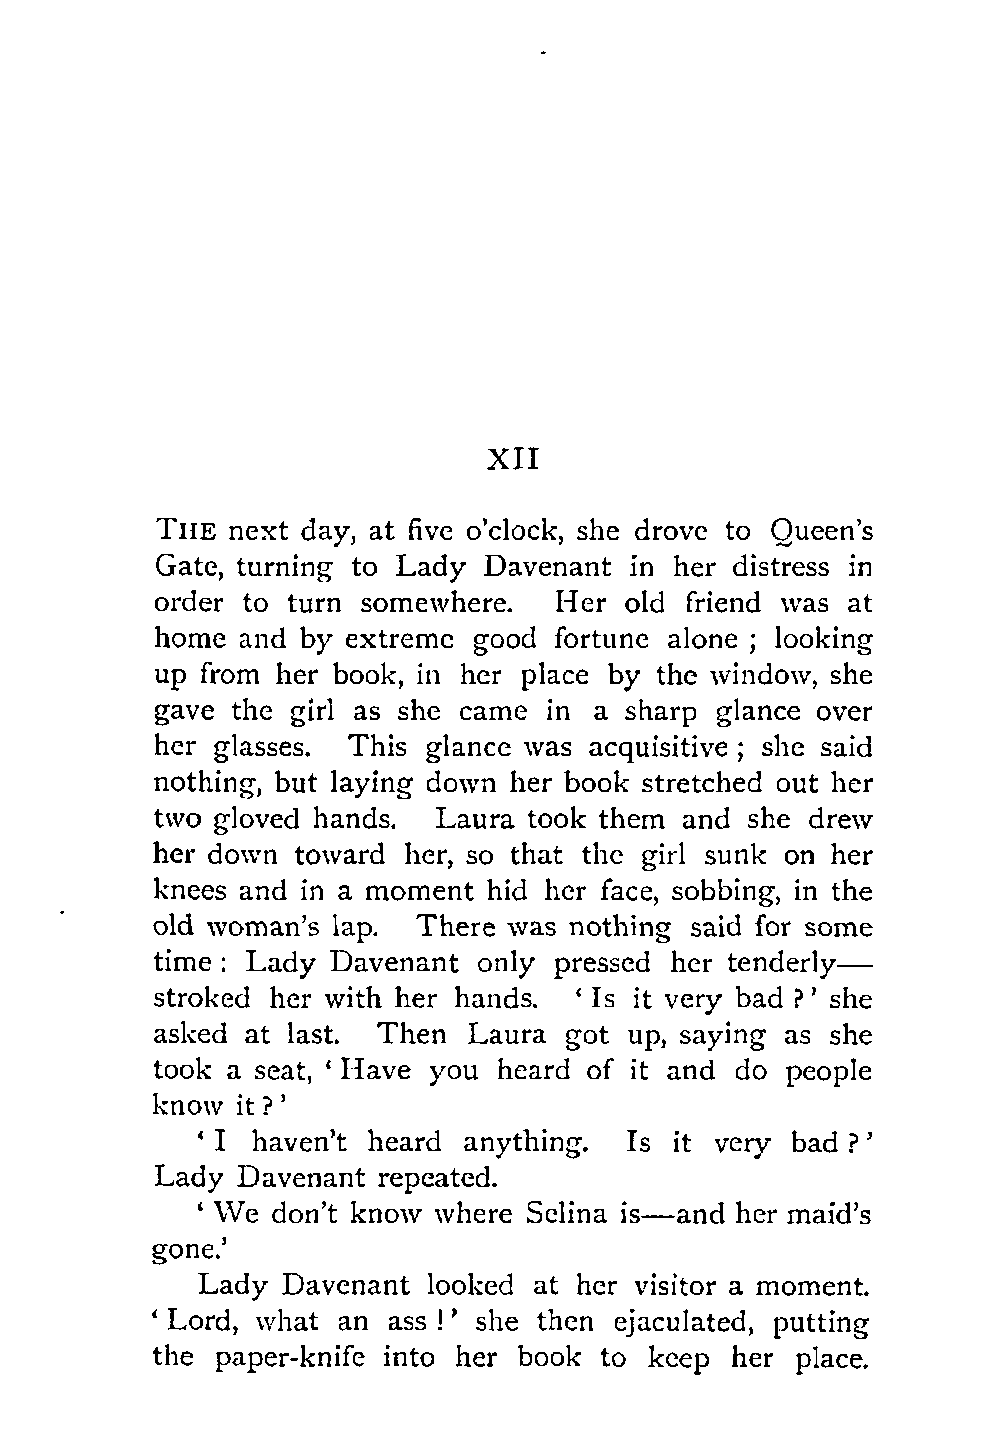 XII
THE next day, at five o'clock, she drove to Queen's
Gate, turning to Lady Davenant in her distress in
order to turn somewhere. Her old friend was at
home and by extreme good fortune alone ; looking
up from her book, in her place by the window, she
gave the girl as she came in a sharp glance over
her glasses. This glance was acquisitive ; she said
nothing, but laying down her book stretched out her
two gloved hands. Laura took them and she drew
her down toward her, so that the girl sunk on her
knees and in a moment hid her face, sobbing, in the
old woman's lap. There was nothing said for some
time : Lady Davenant only pressed her tenderly—
stroked her with her hands. ‘ Is it very bad ?’ she
asked at last. Then Laura got up, saying as she
took a seat, ‘ Have you heard of it and do people
know it ?’
‘ I haven't heard anything. Is it very bad ?’
Lady Davenant repeated.
‘ We don't know where Selina is—and her maid's
gone.’
Lady Davenant looked at her visitor a moment.
‘ Lord, what an ass !’ she then ejaculated, putting
the paper-knife into her book to keep her place.